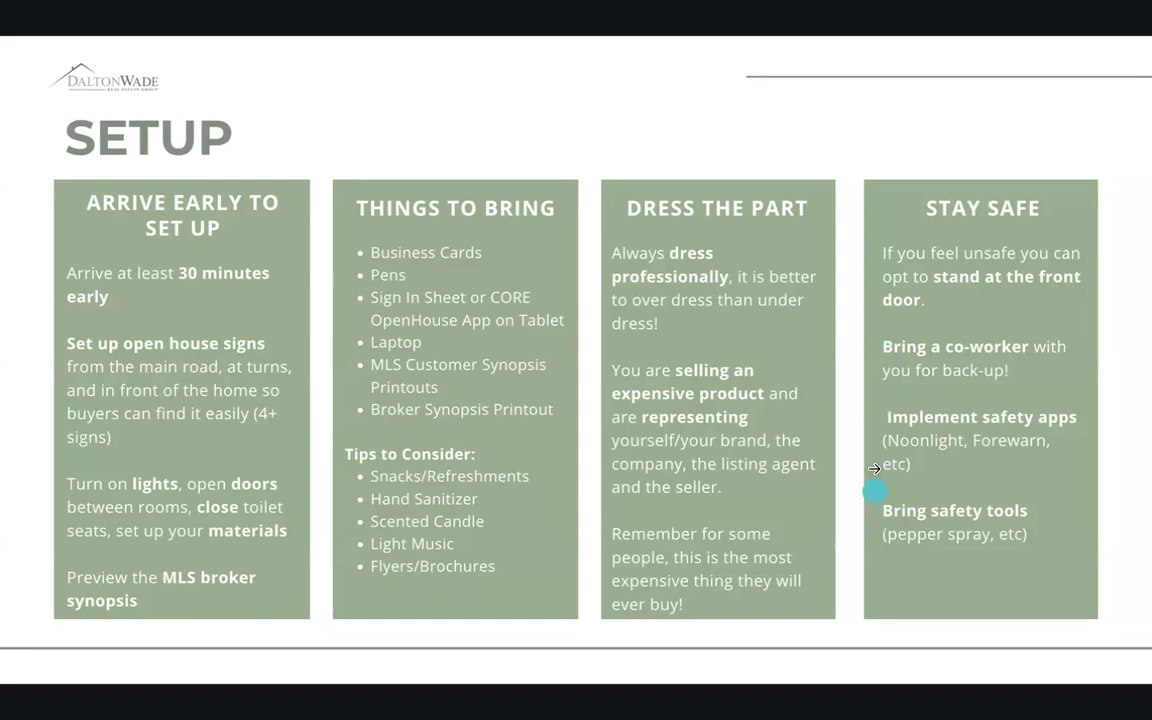 DALTONWADE
REAL ESTATE GROUP
SETUP
ARRIVE EARLY TO
SET UP
Arrive at least 30 minutes
early
Set up open house signs
from the main road, at turns,
and in front of the home so
buyers can find it easily (4+
signs)
Turn on lights, open doors
between rooms, close toilet
seats, set up your materials
Preview the MLS broker
synopsis
THINGS TO BRING
• Business Cards
• Pens
• Sign In Sheet or CORE
OpenHouse App on Tablet
• Laptop
• MLS Customer Synopsis
Printouts
• Broker Synopsis Printout
Tips to Consider:
• Snacks/Refreshments
• Hand Sanitizer
• Scented Candle
• Light Music
• Flyers/Brochures
DRESS THE PART
Always dress
professionally, it is better
to over dress than under
dress!
You are selling an
expensive product and
are representing
yourself/your brand, the
company, the listing agent
and the seller.
Remember for some
people, this is the most
expensive thing they will
ever buy!
STAY SAFE
If you feel unsafe you can
opt to stand at the front
door.
Bring a co-worker with
you for back-up!
Implement safety apps
(Noonlight, Forewarn,
etc)
Bring safety tools
(pepper spray, etc)